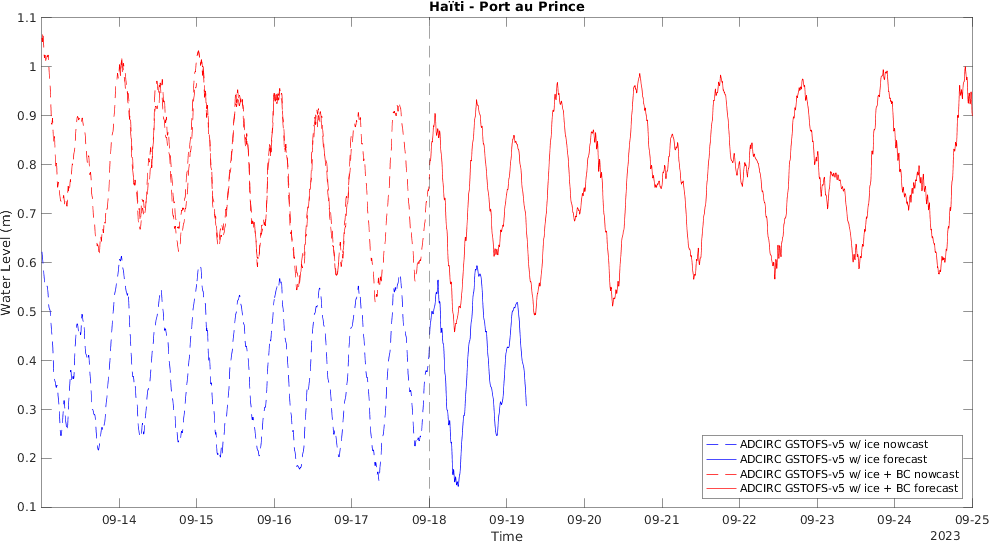 Haïti - Port au Prince
Water Level (m)
1.1
1
0.9
0.8
0.7
0.6
0.5
0.4
0.3
0.2
0.1
09-14 09-15 09-16 09-17 09-18 09-19 09-20 09-21 09-22 09-23 09-24 09-25
Time
2023
ADCIRC GSTOFS-v5 w/ ice nowcast
ADCIRC GSTOFS-v5 w/ ice forecast
ADCIRC GSTOFS-v5 w/ ice + BC nowcast
ADCIRC GSTOFS-v5 w/ ice + BC forecast